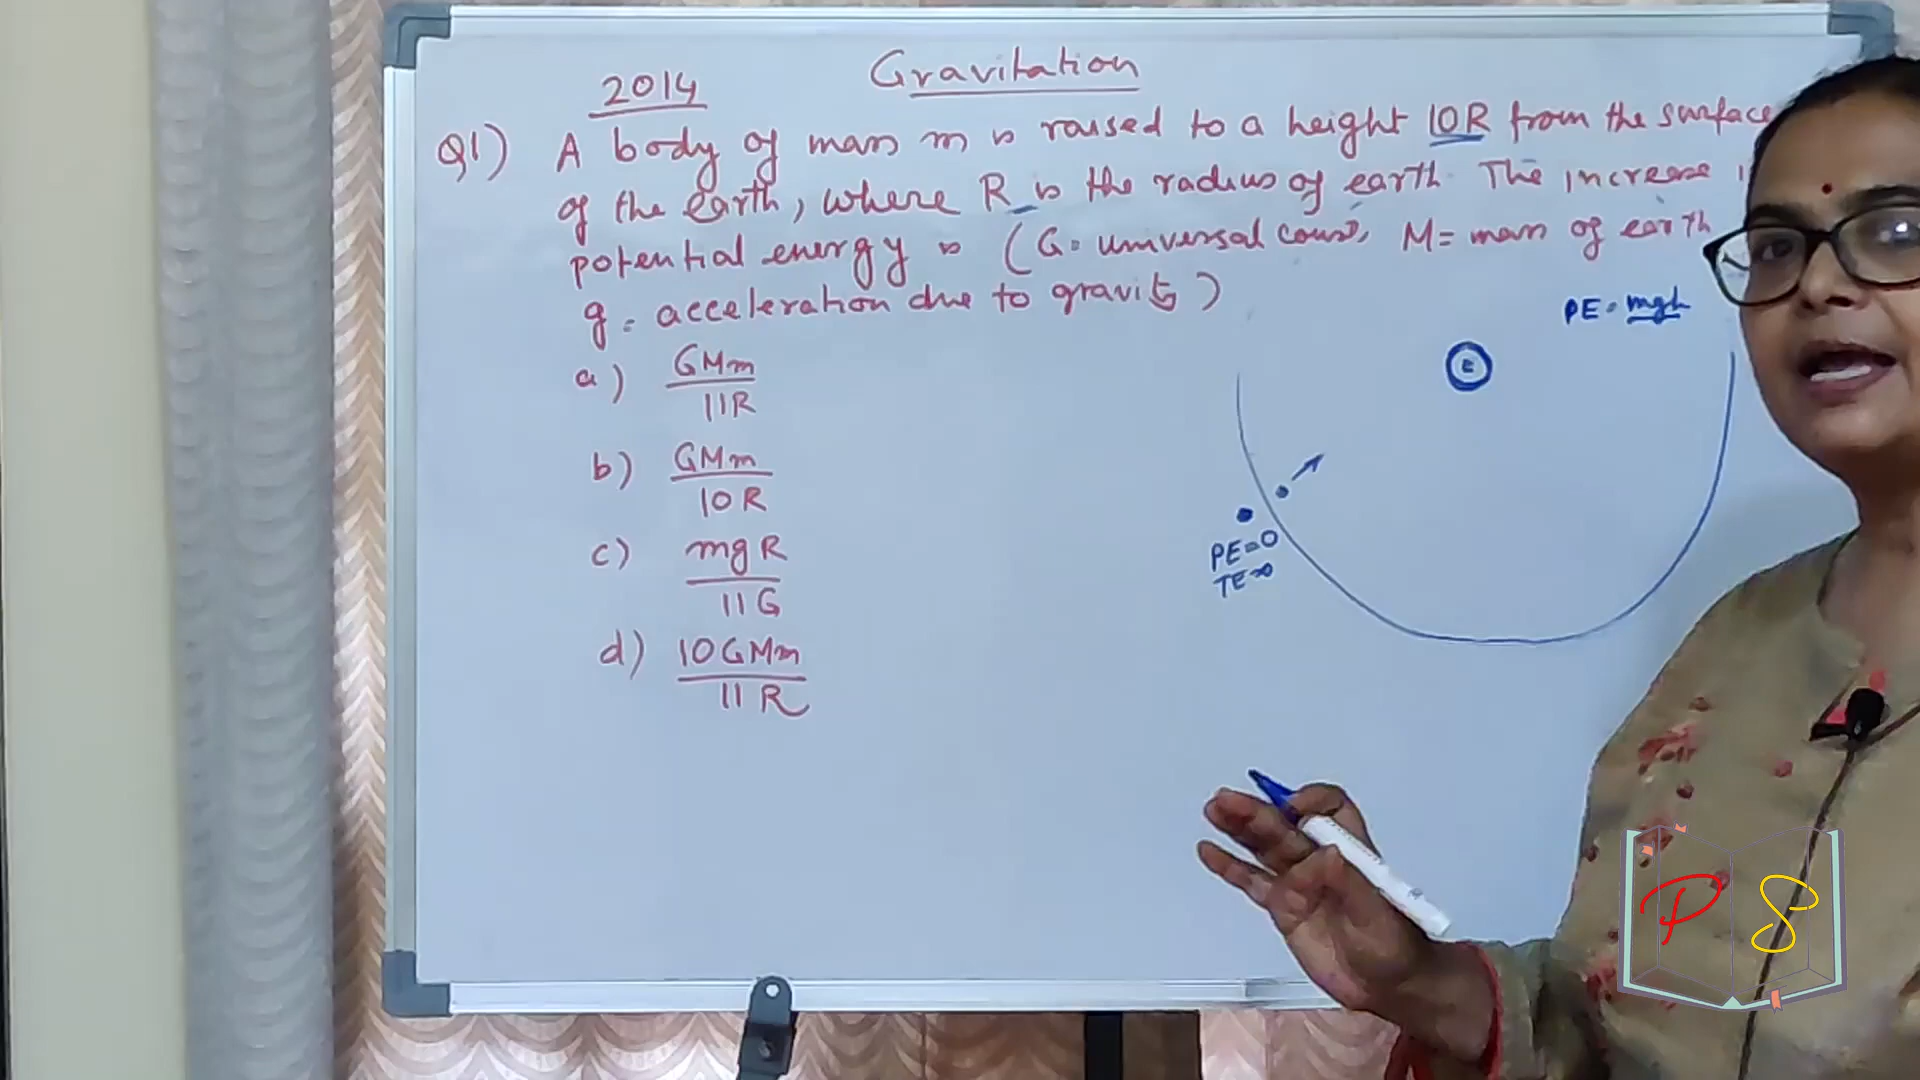 Gravitation
2014
Q1) A body of mass m is raised to a height 10R from the surface
of the earth, where R is the radius of earth. The increase
potential energy is (G = universal const, M = mass of earth
g = acceleration due to gravity)
a) GMm
11R
b) GMm
10R
c) mgR
11G
d) 10GMm
11R
PE = mgh
E
PE=0
PS